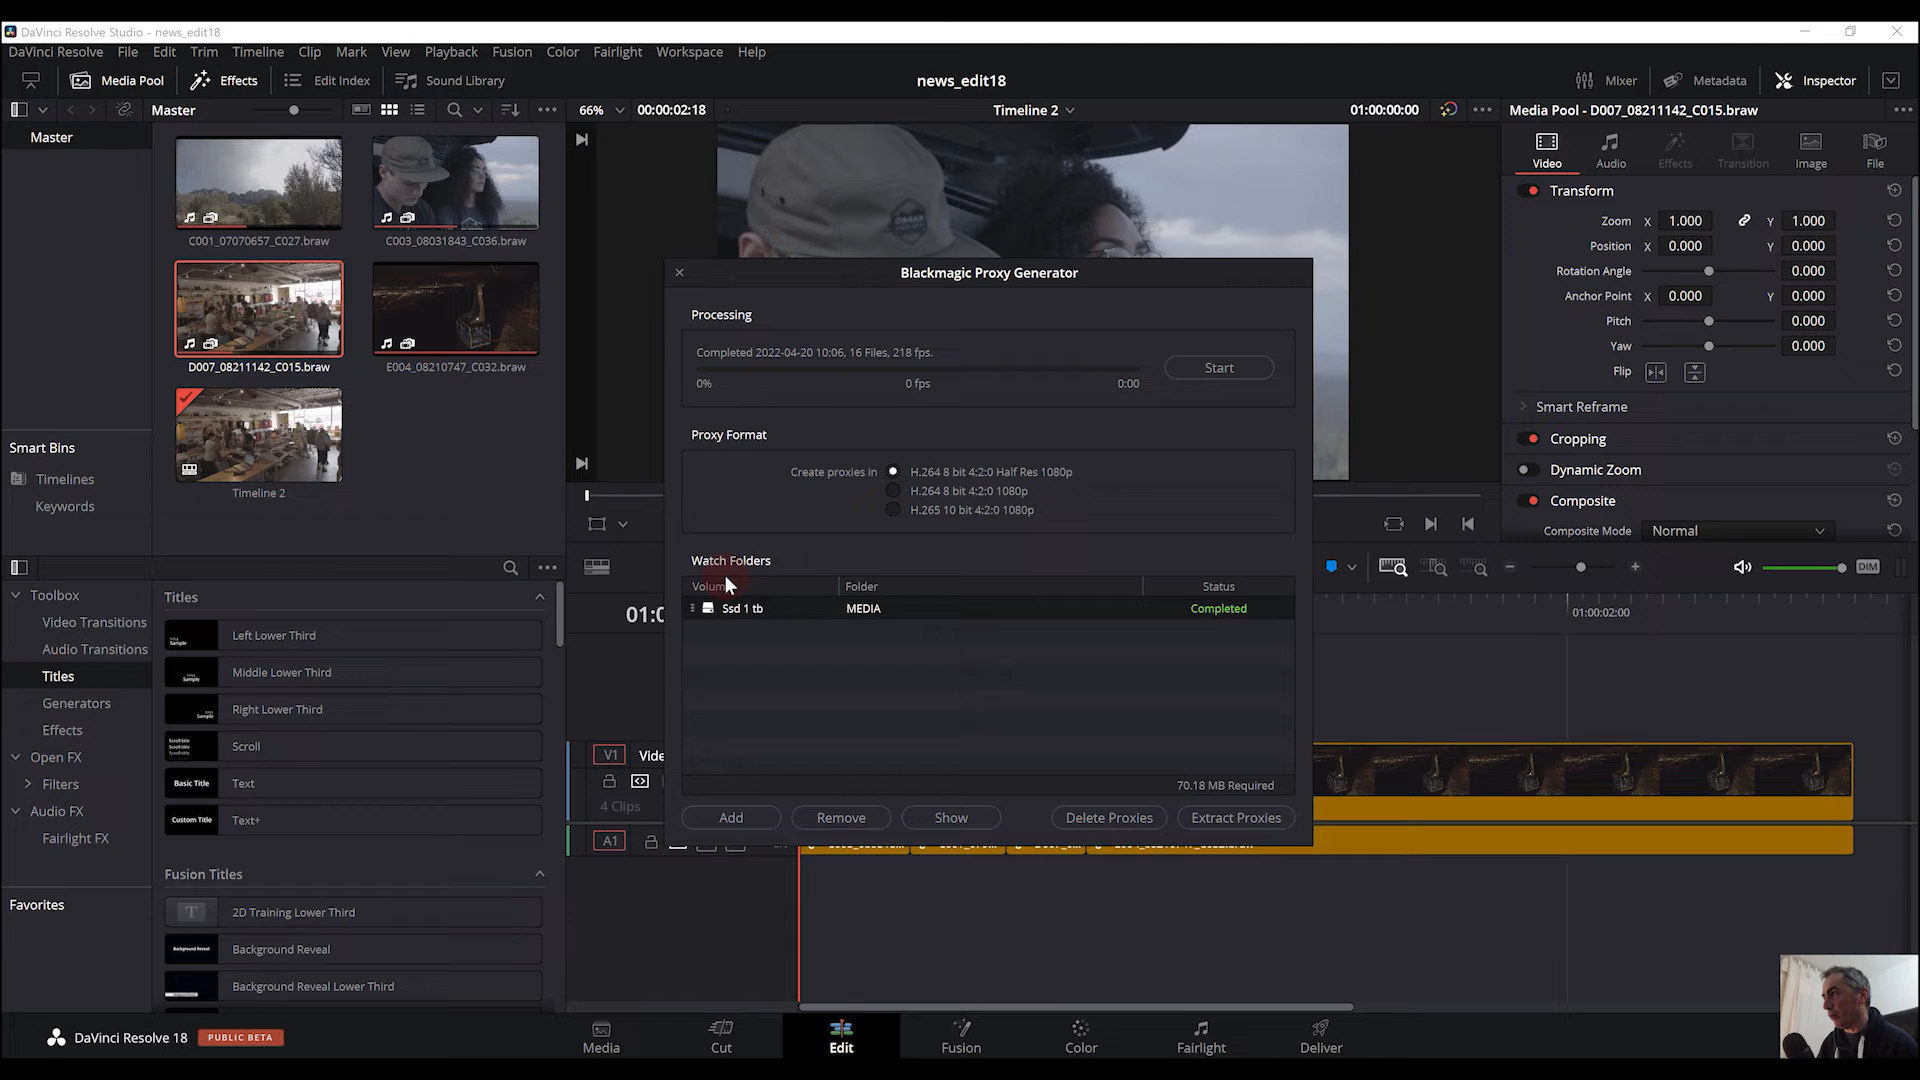 DaVinci Resolve Studio - news_edit18
DaVinci Resolve File Edit Trim Timeline Clip Mark View Playback Fusion Color Fairlight Workspace Help
Media Pool Effects Edit Index Sound Library news_edit18 Mixer Metadata Inspector
Master 66% 00:00:02:18 Timeline 2 01:00:00:00 Media Pool - D007_08211142_C015.braw
Master
C001_07070657_C027.braw C003_08031843_C036.braw
D007_08211142_C015.braw E004_08210747_C032.braw
Timeline 2
Smart Bins
Timelines
Keywords
Video Audio Effects Transition Image File
Transform
Zoom X 1.000 Y 1.000
Position X 0.000 Y 0.000
Rotation Angle 0.000
Anchor Point X 0.000 Y 0.000
Pitch 0.000
Yaw 0.000
Flip
Smart Reframe
Cropping
Dynamic Zoom
Composite
Composite Mode Normal
Blackmagic Proxy Generator
Processing
Completed 2022-04-20 10:06, 16 Files, 218 fps.
0% 0 fps 0:00
Start
Proxy Format
Create proxies in H.264 8 bit 4:2:0 Half Res 1080p
H.264 8 bit 4:2:0 1080p
H.265 10 bit 4:2:0 1080p
Watch Folders
Folder Status
Ssd 1 tb MEDIA Completed
70.18 MB Required
Add Remove Show Delete Proxies Extract Proxies
DIM
01:00:02:00
V1
4 Clips
A1
Toolbox
Video Transitions
Audio Transitions
Titles
Generators
Effects
Open FX
Filters
Audio FX
Fairlight FX
Favorites
Titles
Left Lower Third
Middle Lower Third
Right Lower Third
Scroll
Basic Title Text
Custom Title Text+
Fusion Titles
T 2D Training Lower Third
Background Reveal Background Reveal
Background Reveal Lower Third
DaVinci Resolve 18 PUBLIC BETA
Media Cut Edit Fusion Color Fairlight Deliver